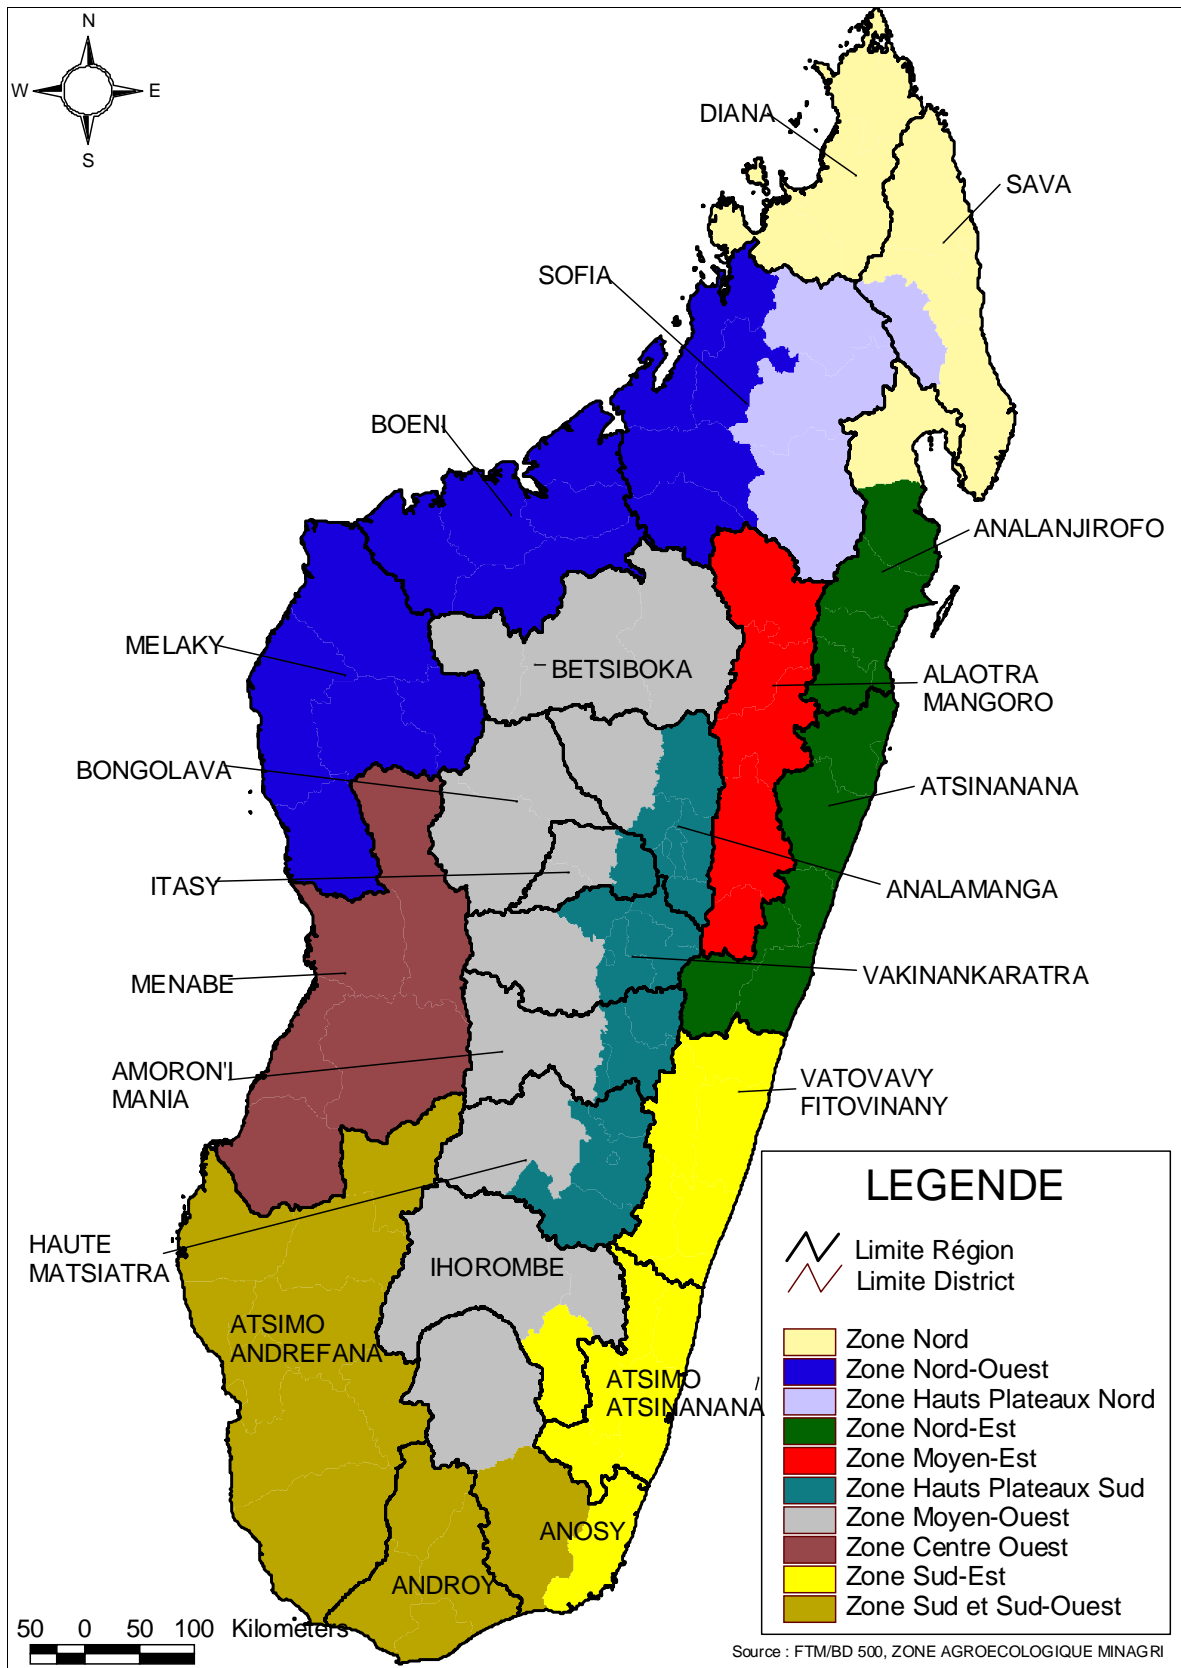 N
W
E
S
DIANA
SAVA
SOFIA
BOENI
ANALANJIROFO
MELAKY
BETSIBOKA
ALAOTRA
MANGORO
BONGOLAVA
ATSINANANA
ITASY
ANALAMANGA
MENABE
VAKINANKARATRA
AMORON'I
MANIA
VATOVAVY
FITOVINANY
HAUTE
MATSIATRA
IHOROMBE
ATSIMO
ANDREFANA
ATSIMO
ATSINANANA
ANOSY
ANDROY
LEGENDE
Limite Région
Limite District
Zone Nord
Zone Nord-Ouest
Zone Hauts Plateaux Nord
Zone Nord-Est
Zone Moyen-Est
Zone Hauts Plateaux Sud
Zone Moyen-Ouest
Zone Centre Ouest
Zone Sud-Est
Zone Sud et Sud-Ouest
50 0 50 100 Kilometers
Source : FTM/BD 500, ZONE AGROECOLOGIQUE MINAGRI